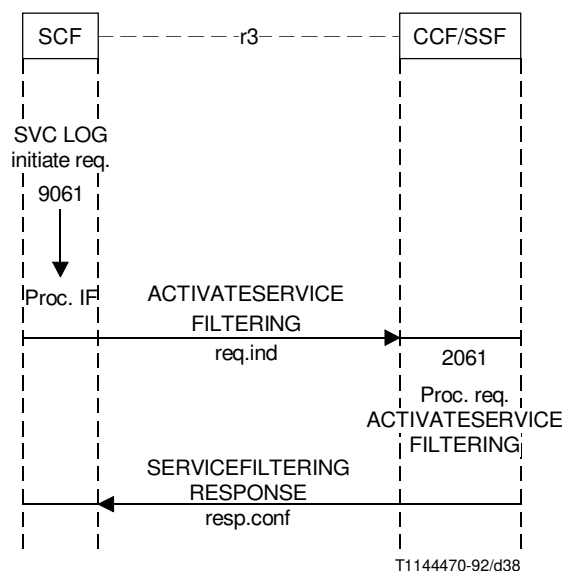 SCF
r3
CCF/SSF
SVC LOG
initiate req.
9061
Proc. IF
ACTIVATESERVICE
FILTERING
req.ind
2061
Proc. req.
ACTIVATESERVICE
FILTERING
SERVICEFILTERING
RESPONSE
resp.conf
T1144470-92/d38